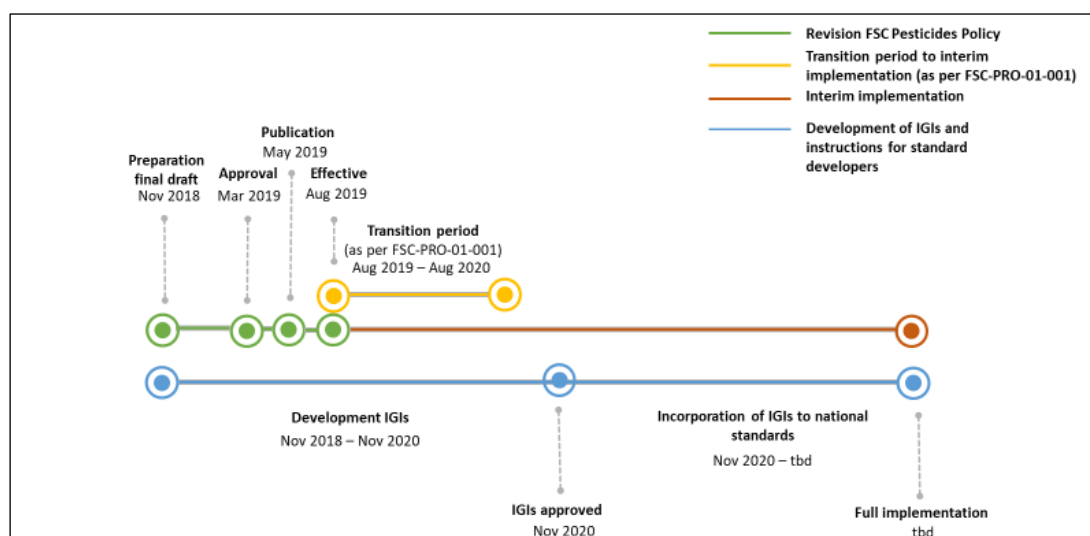 Revision FSC Pesticides Policy
Transition period to interim
implementation (as per FSC-PRO-01-001)
Interim implementation
Development of IGIs and
instructions for standard
developers
Publication
May 2019
Preparation
final draft
Nov 2018
Approval
Mar 2019
Effective
Aug 2019
Transition period
(as per FSC-PRO-01-001)
Aug 2019 – Aug 2020
Development IGIs
Nov 2018 – Nov 2020
Incorporation of IGIs to national
standards
Nov 2020 – tbd
IGIs approved
Nov 2020
Full implementation
tbd